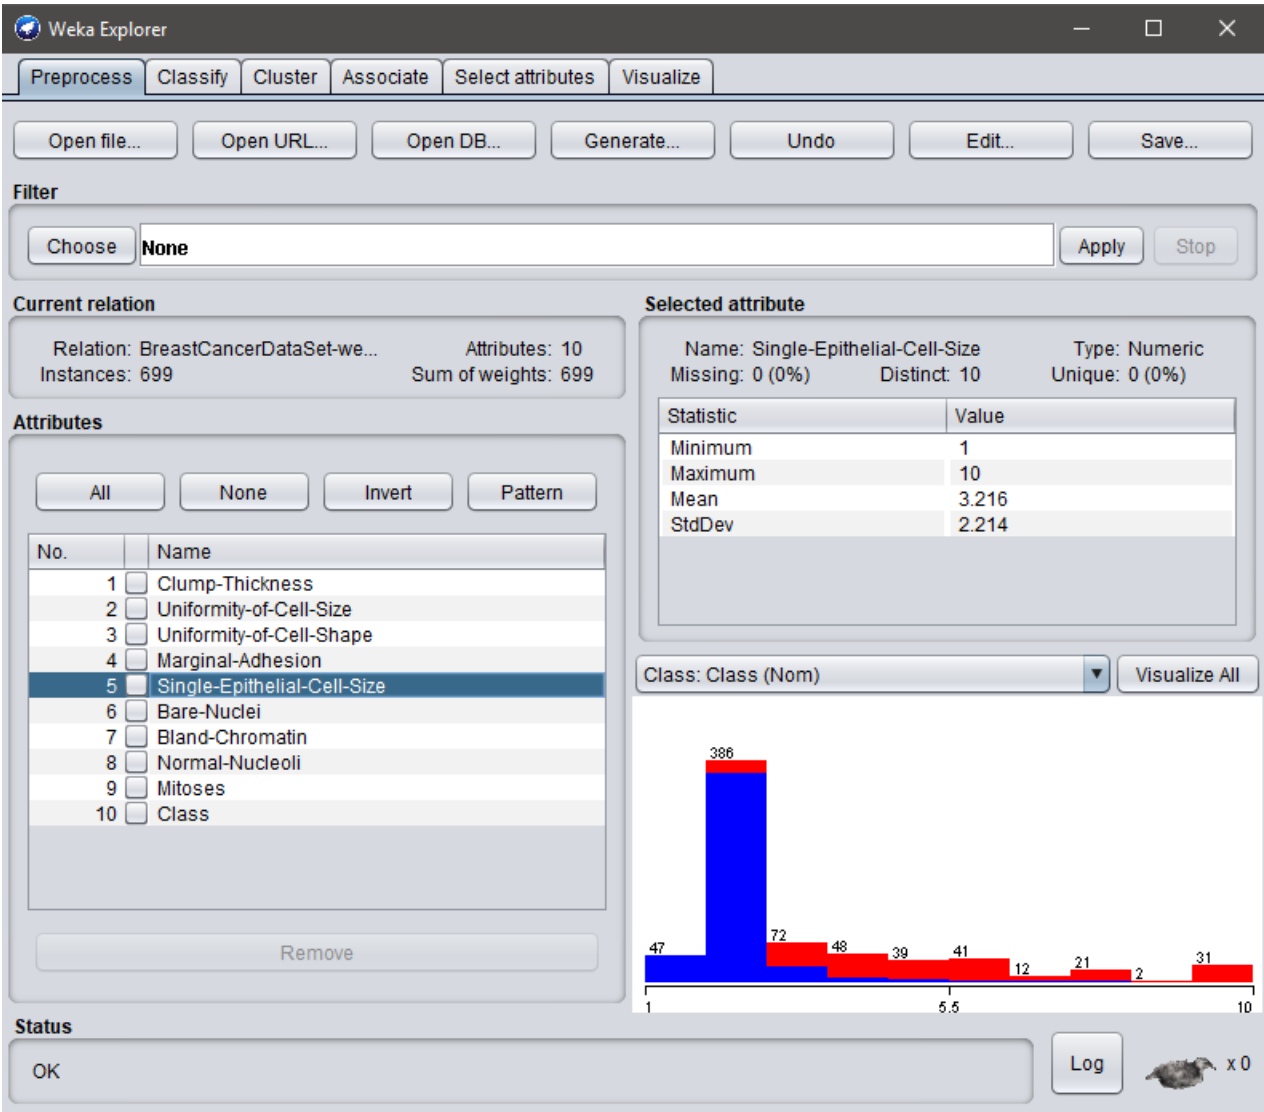 Weka Explorer
Preprocess Classify Cluster Associate Select attributes Visualize
Open file... Open URL... Open DB... Generate... Undo Edit... Save...
Filter
Choose None Apply Stop
Current relation
Relation: BreastCancerDataSet-we... Attributes: 10
Instances: 699 Sum of weights: 699
Attributes
All None Invert Pattern
No. Name
1 Clump-Thickness
2 Uniformity-of-Cell-Size
3 Uniformity-of-Cell-Shape
4 Marginal-Adhesion
5 Single-Epithelial-Cell-Size
6 Bare-Nuclei
7 Bland-Chromatin
8 Normal-Nucleoli
9 Mitoses
10 Class
Remove
Selected attribute
Name: Single-Epithelial-Cell-Size Type: Numeric
Missing: 0 (0%) Distinct: 10 Unique: 0 (0%)
Statistic Value
Minimum 1
Maximum 10
Mean 3.216
StdDev 2.214
Class: Class (Nom) Visualize All
47 386 72 48 39 41 12 21 2 31
1 5.5 10
Status
OK Log x 0